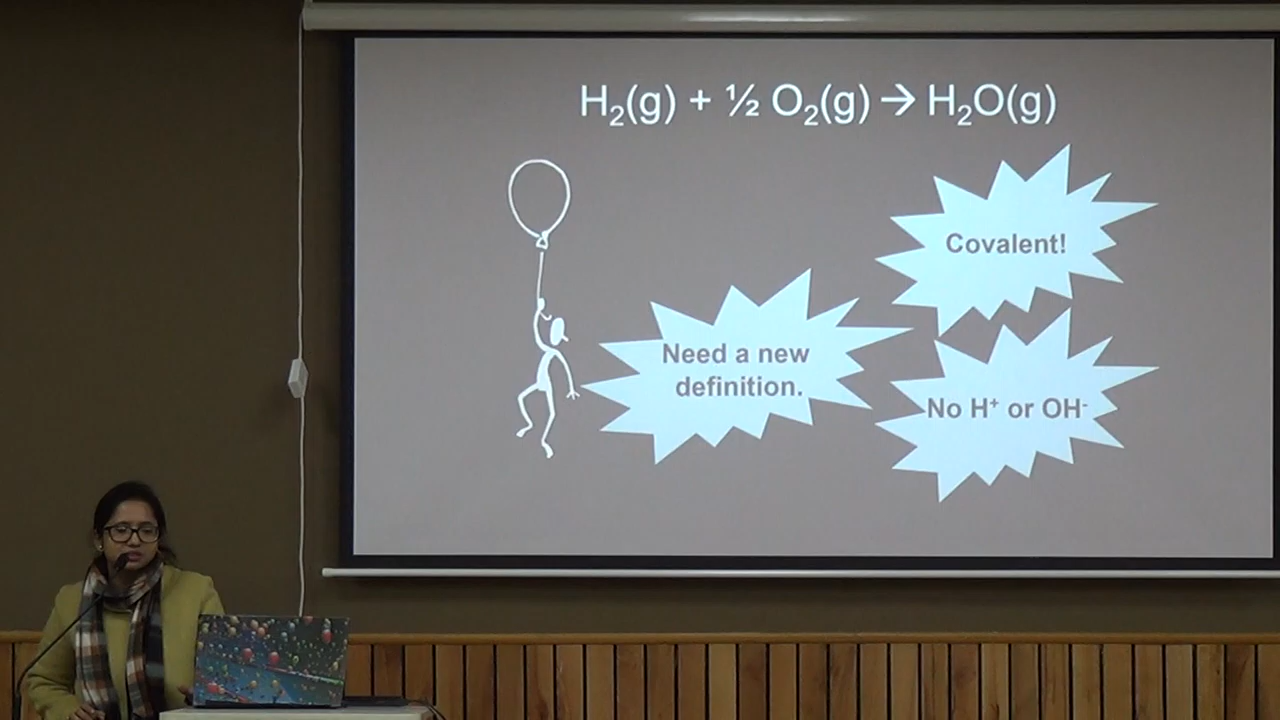 H₂(g) + ½ O₂(g) → H₂O(g)
Covalent!
Need a new
definition.
No H⁺ or OH⁻